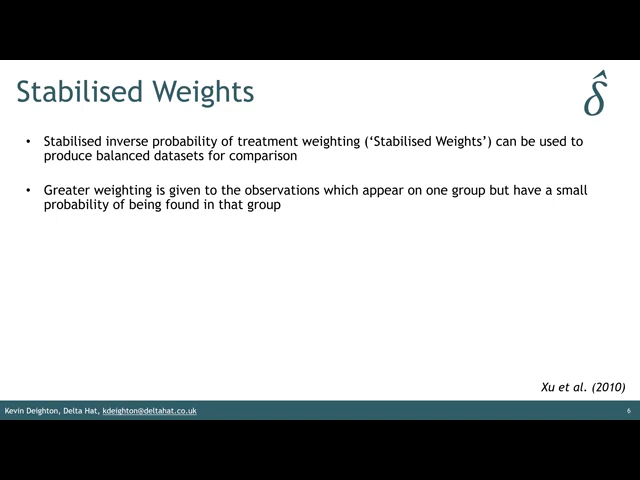 Stabilised Weights
δ̂
• Stabilised inverse probability of treatment weighting (‘Stabilised Weights’) can be used to
produce balanced datasets for comparison
• Greater weighting is given to the observations which appear on one group but have a small
probability of being found in that group
Xu et al. (2010)
Kevin Deighton, Delta Hat, kdeighton@deltahat.co.uk
6